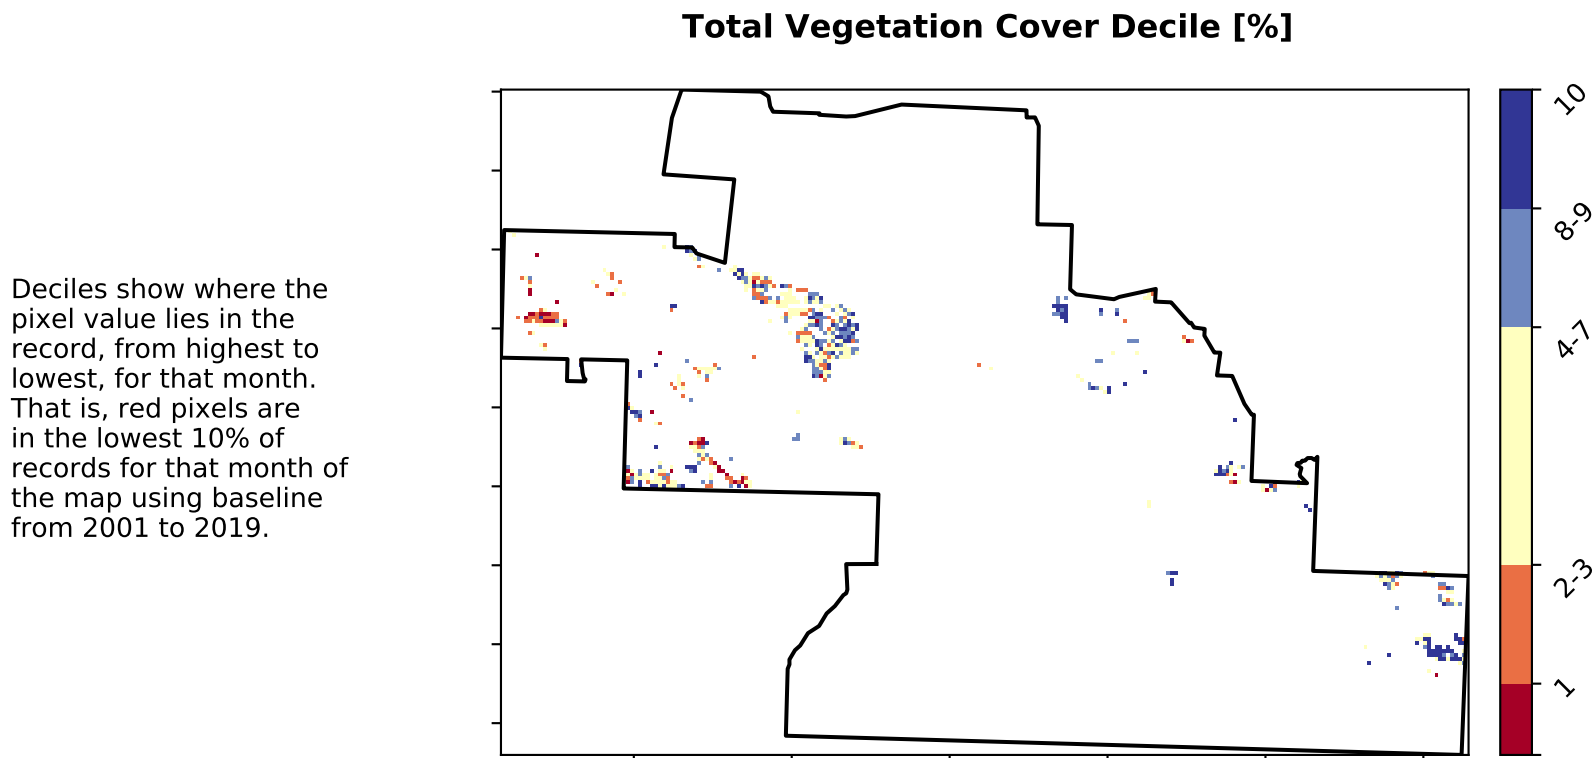 Total Vegetation Cover Decile [%]
Deciles show where the
pixel value lies in the
record, from highest to
lowest, for that month.
That is, red pixels are
in the lowest 10% of
records for that month of
the map using baseline
from 2001 to 2019.
10
8-9
4-7
2-3
1